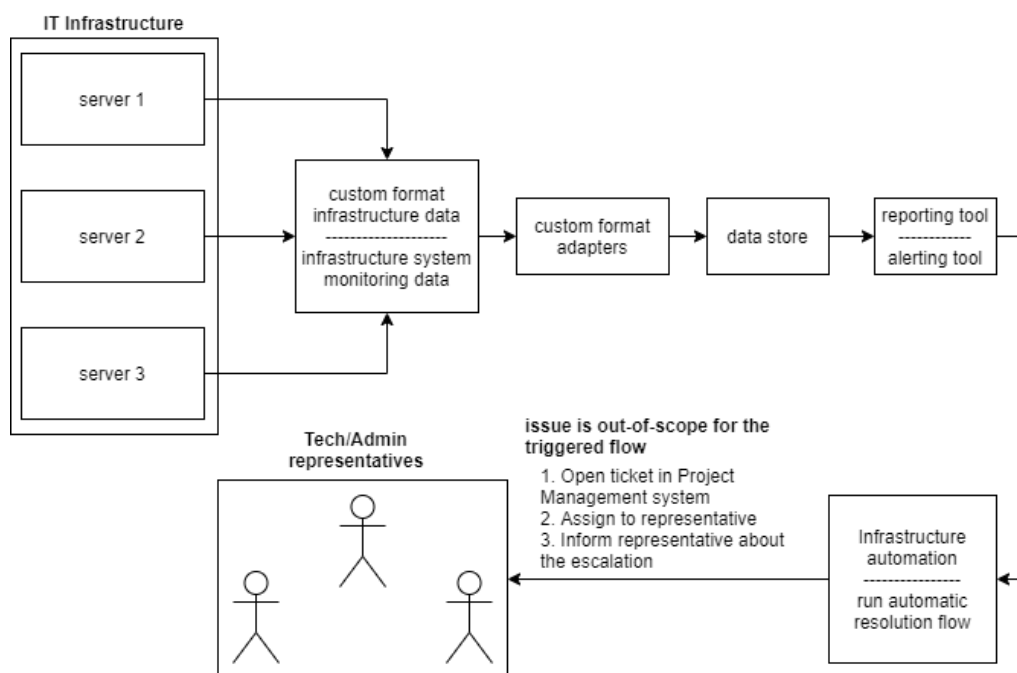 IT Infrastructure
server 1
server 2
server 3
custom format
infrastructure data
--------------------
infrastructure system
monitoring data
custom format
adapters
data store
reporting tool
------------
alerting tool
Tech/Admin
representatives
issue is out-of-scope for the
triggered flow
1. Open ticket in Project
Management system
2. Assign to representative
3. Inform representative about
the escalation
Infrastructure
automation
----------------
run automatic
resolution flow